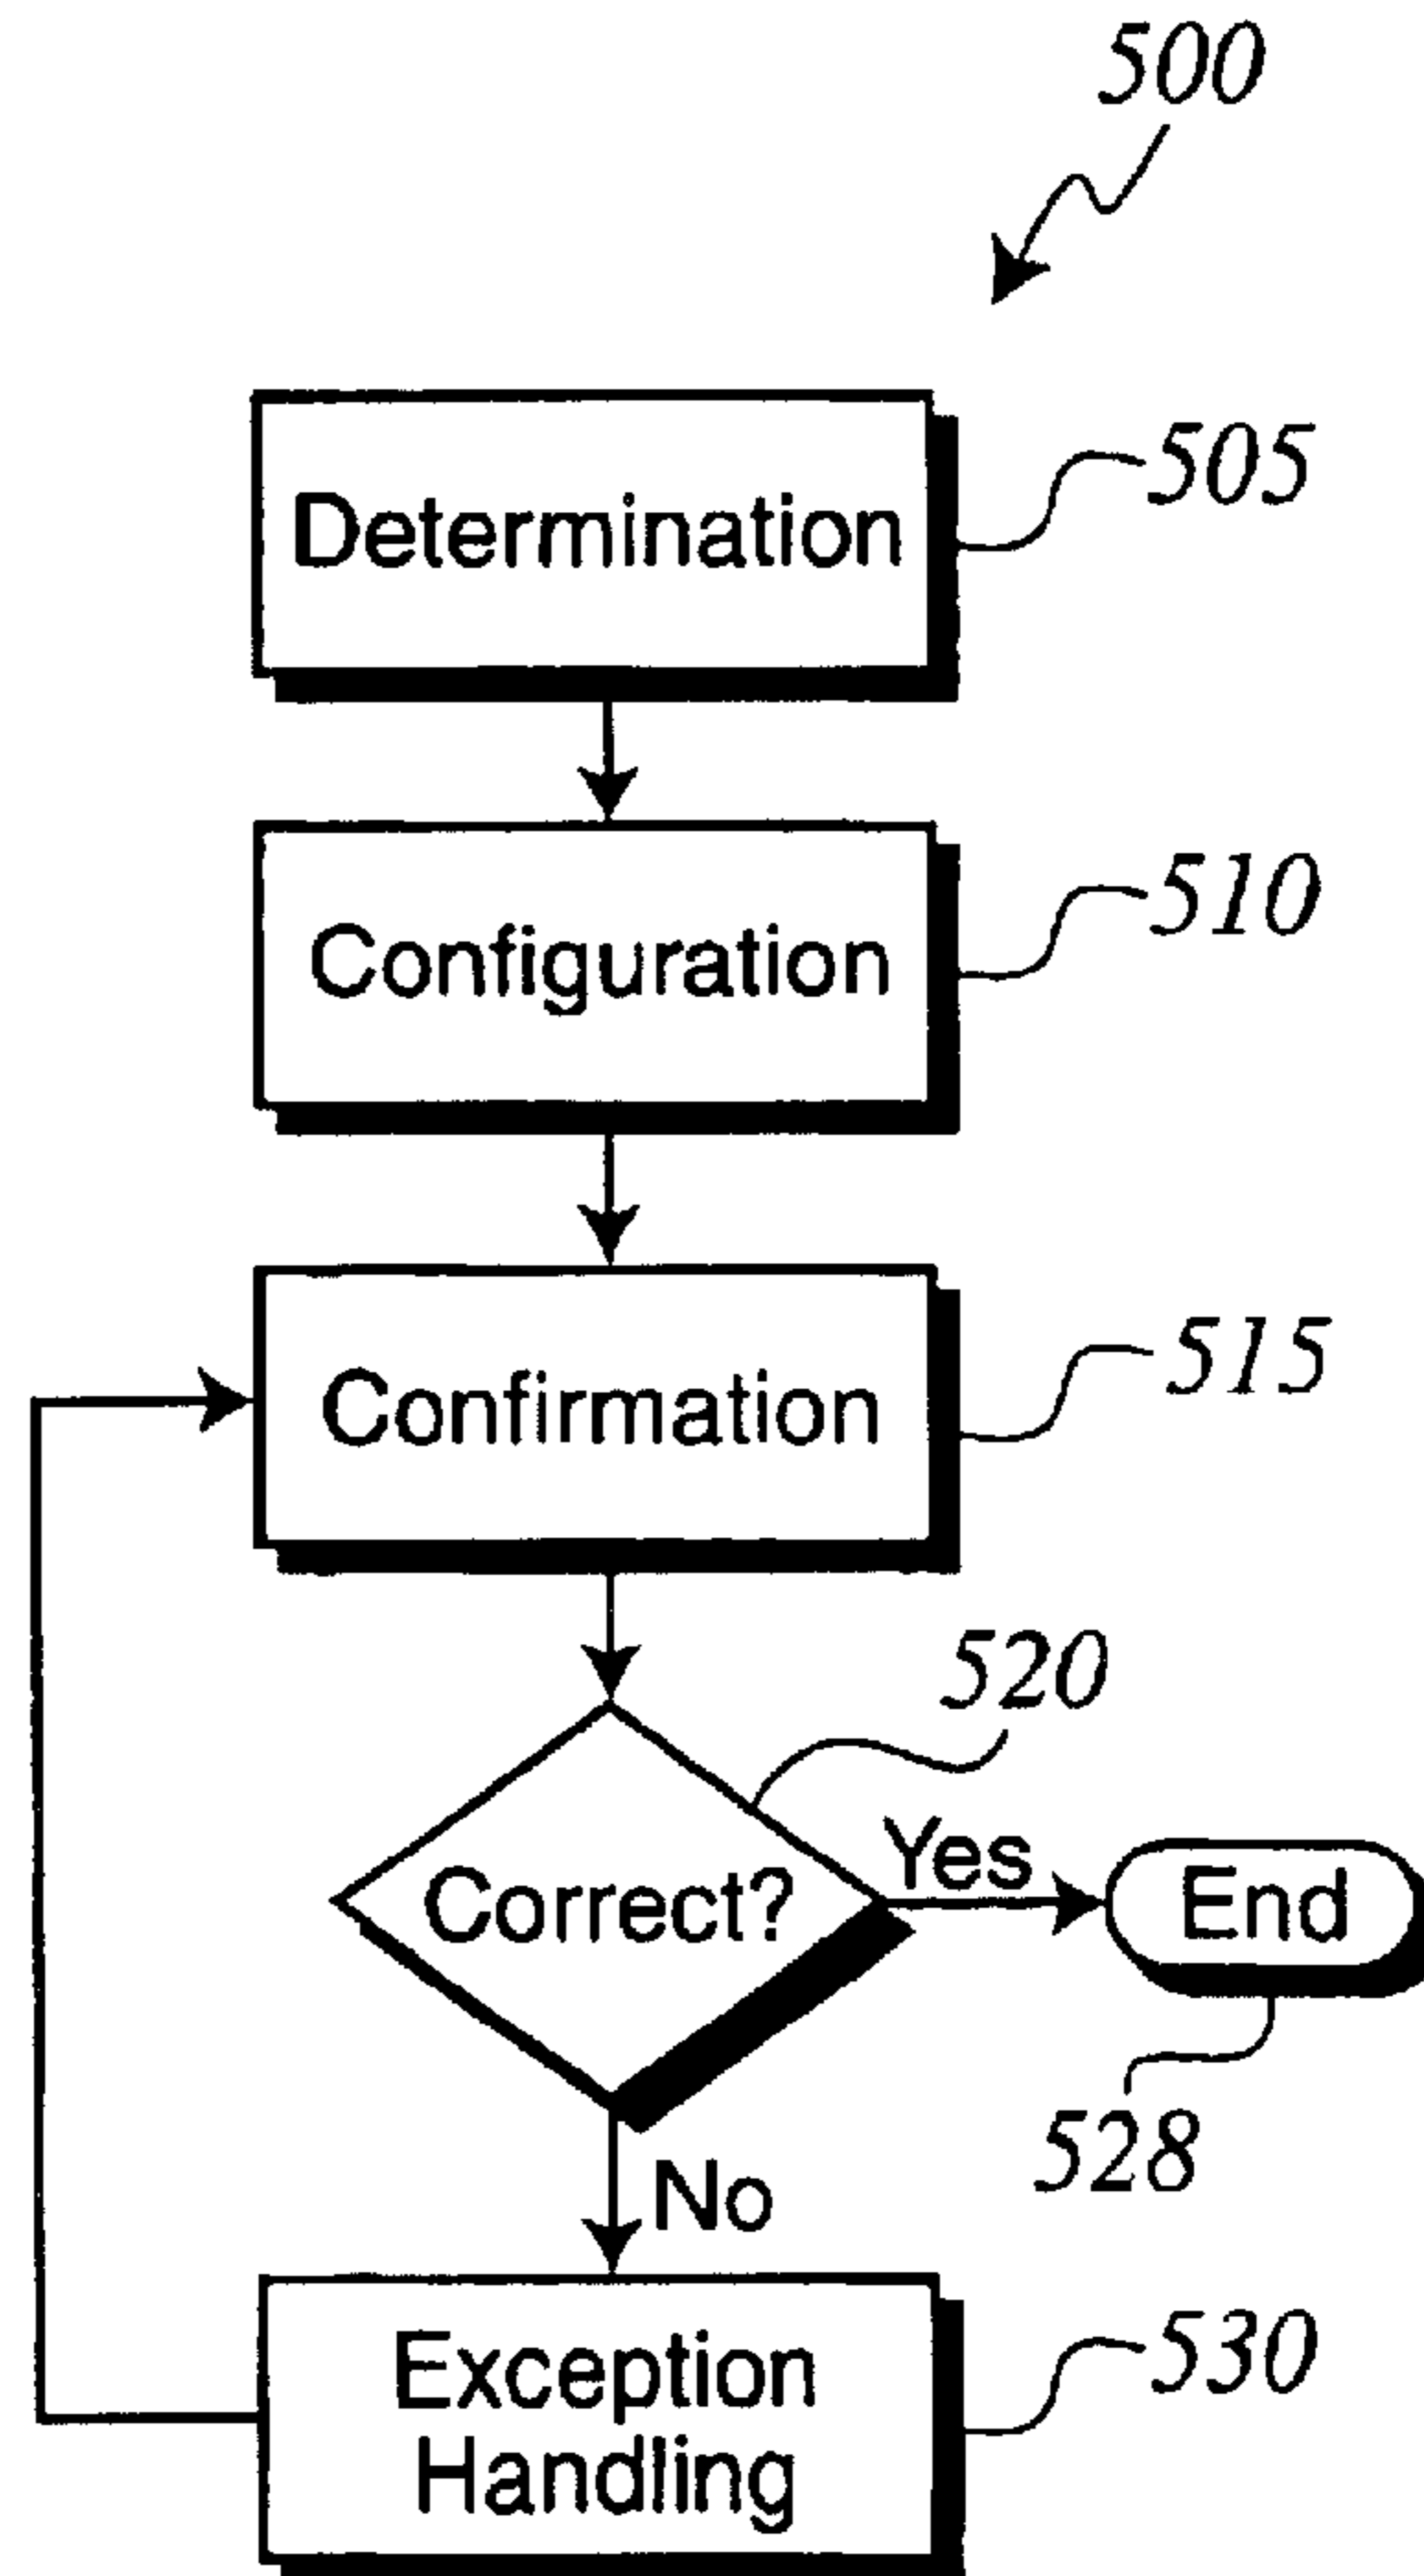 500
Determination
505
Configuration
510
Confirmation
515
520
Correct?
Yes
End
528
No
Exception
Handling
530